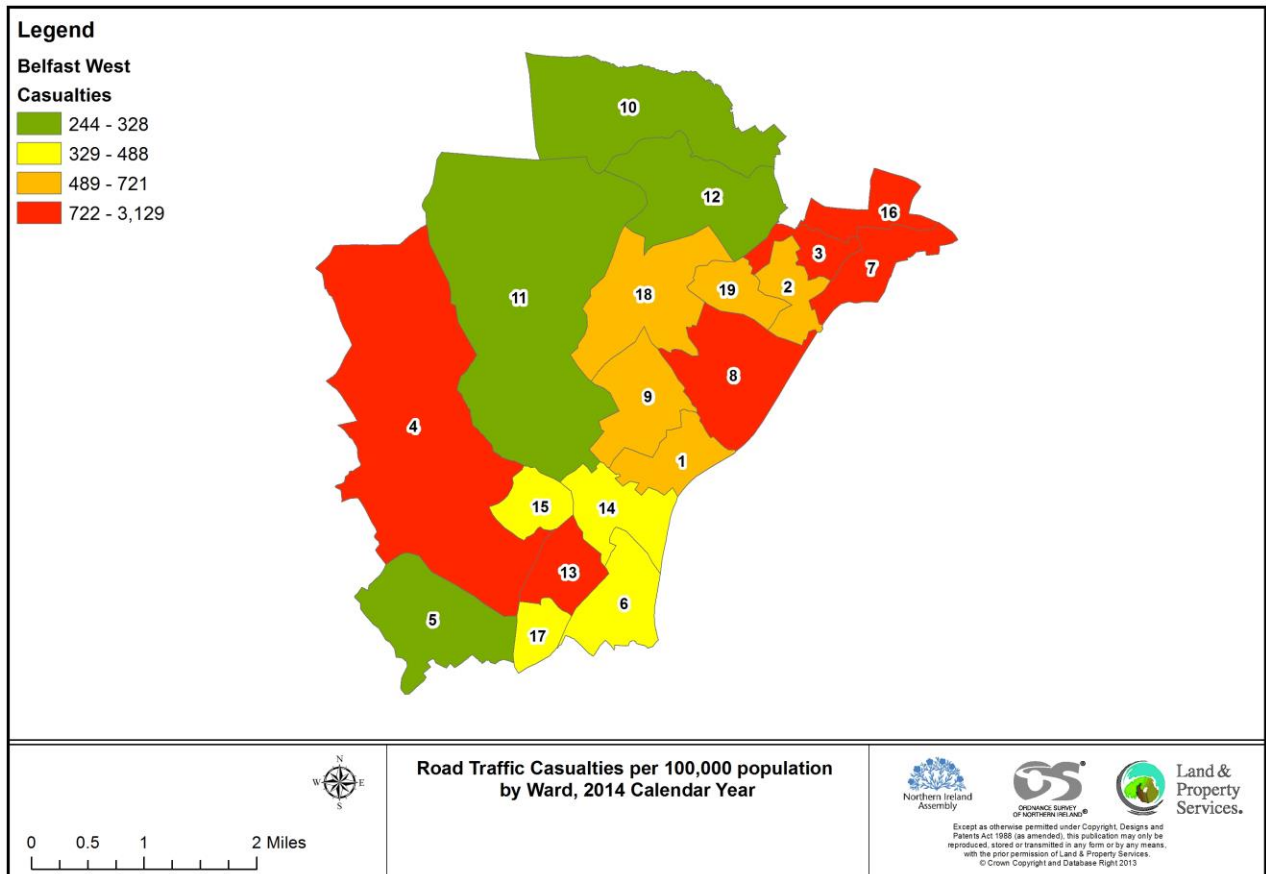 Legend
Belfast West
Casualties
244 - 328
329 - 488
489 - 721
722 - 3,129
10
12
16
3
7
2
19
18
11
8
9
4
1
15
14
13
6
5
17
N
W E
S
0 0.5 1 2 Miles
Road Traffic Casualties per 100,000 population
by Ward, 2014 Calendar Year
Northern Ireland
Assembly
OS®
ORDNANCE SURVEY
OF NORTHERN IRELAND®
Land &
Property
Services.
Except as otherwise permitted under Copyright, Designs and
Patents Act 1988 (as amended), this publication may only be
reproduced, stored or transmitted in any form or by any means,
with the prior permission of Land & Property Services.
© Crown Copyright and Database Right 2013